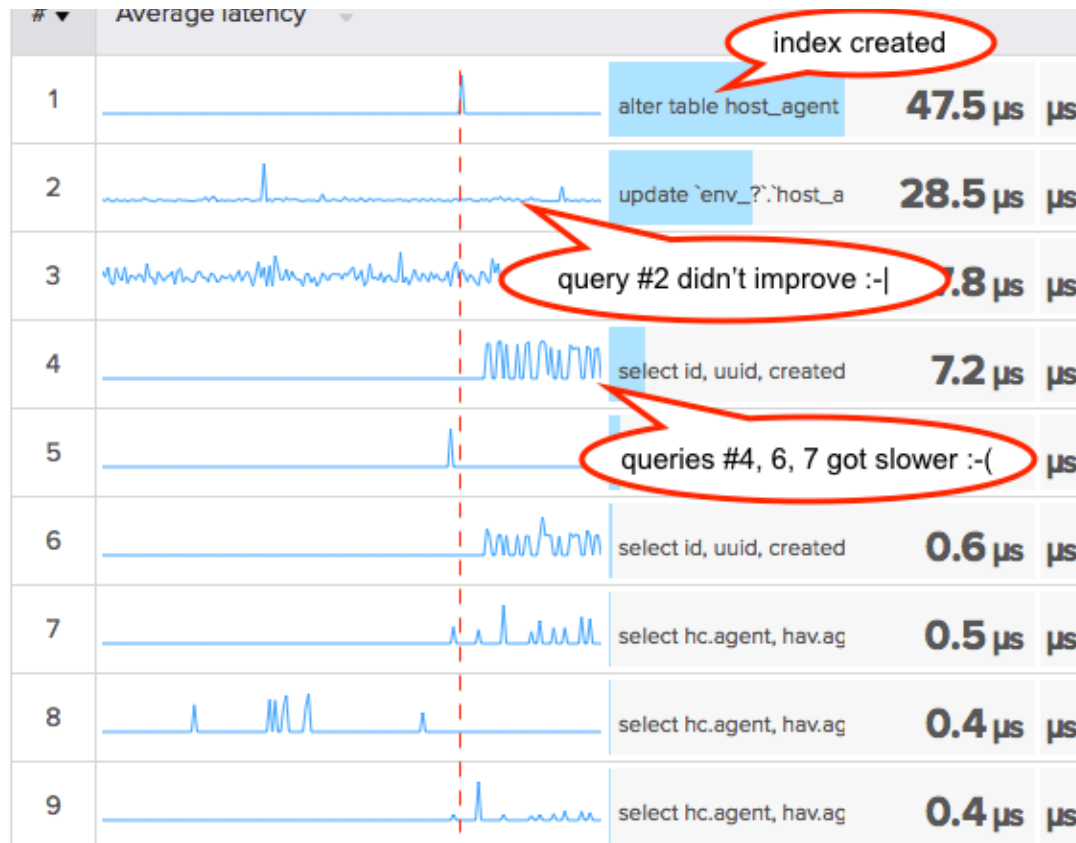 # ▼ Average latency
index created
1 alter table host_agent 47.5 µs µs
2 update `env_?`.`host_a 28.5 µs µs
3 7.8 µs µs
query #2 didn't improve :-|
4 select id, uuid, created 7.2 µs µs
5 µs
queries #4, 6, 7 got slower :-(
6 select id, uuid, created 0.6 µs µs
7 select hc.agent, hav.ag 0.5 µs µs
8 select hc.agent, hav.ag 0.4 µs µs
9 select hc.agent, hav.ag 0.4 µs µs